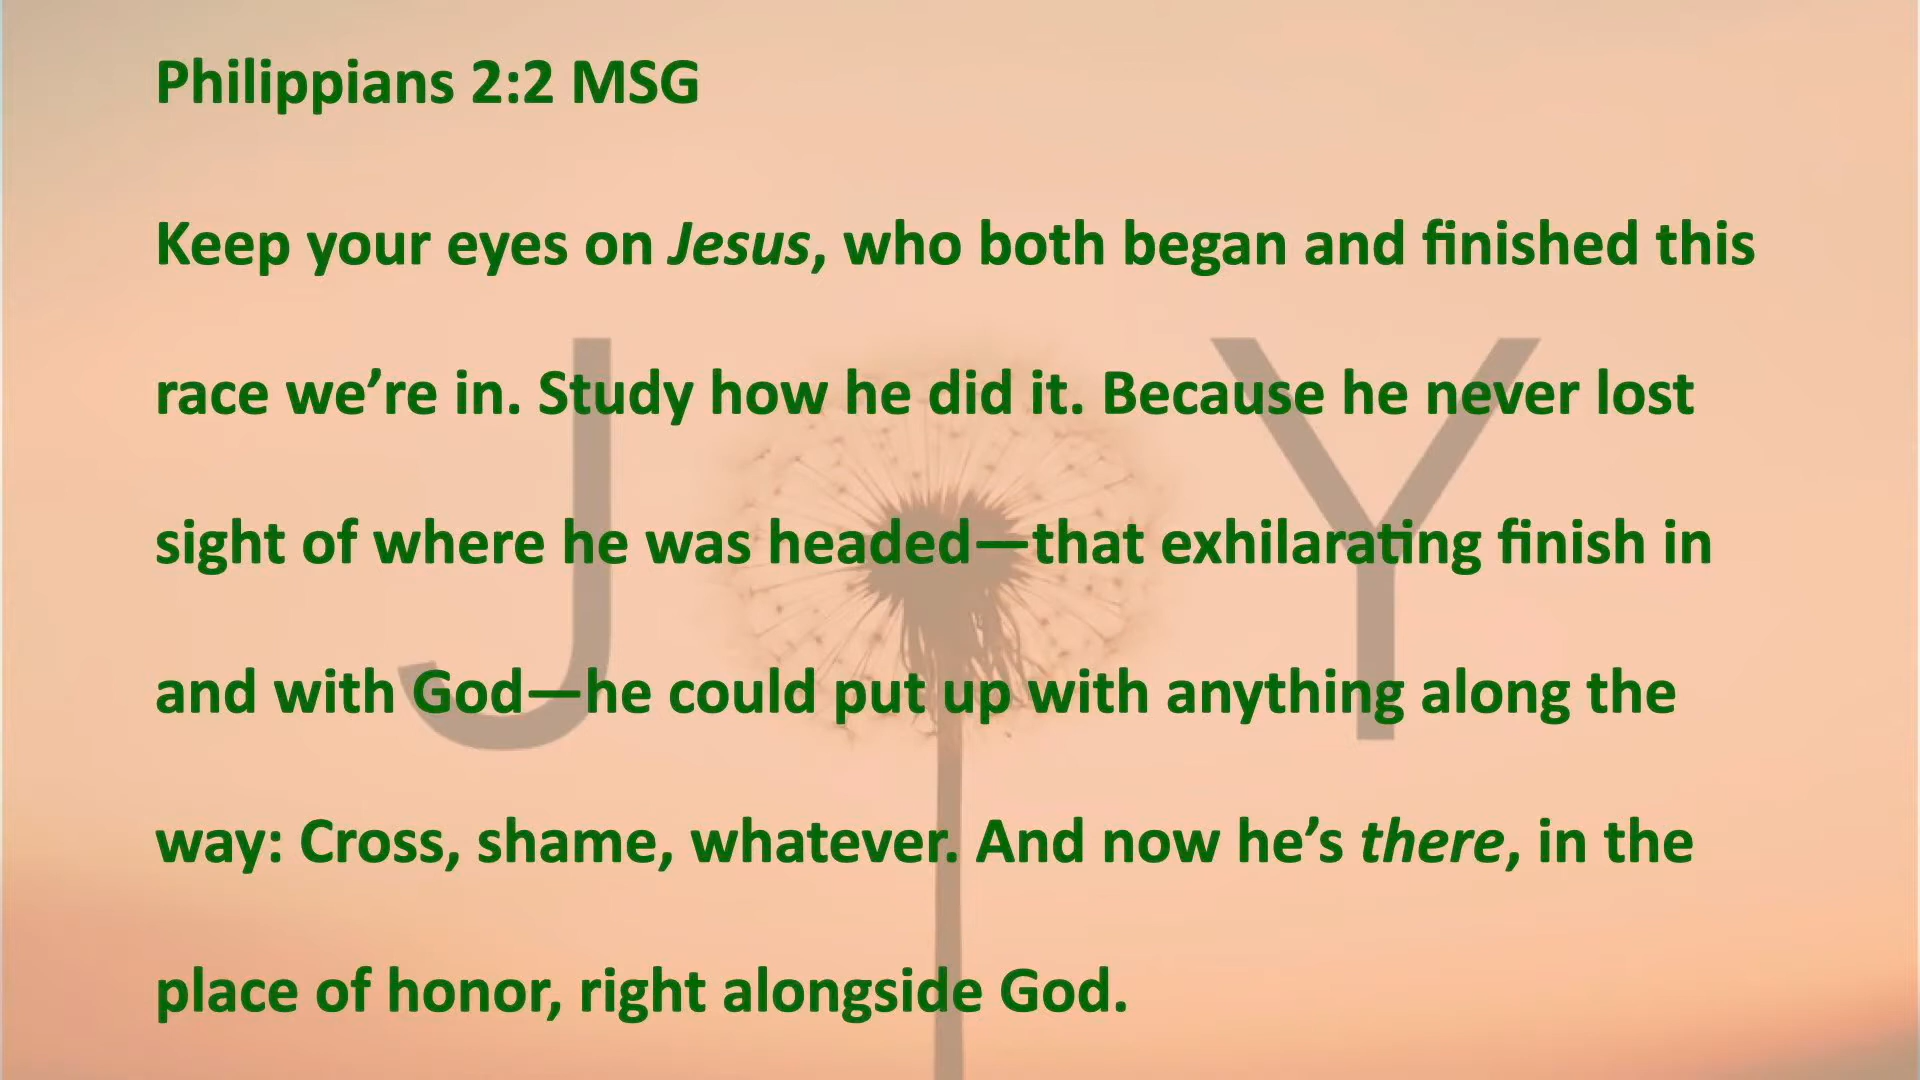 Philippians 2:2 MSG
Keep your eyes on Jesus, who both began and finished this
race we’re in. Study how he did it. Because he never lost
sight of where he was headed—that exhilarating finish in
and with God—he could put up with anything along the
way: Cross, shame, whatever. And now he’s there, in the
place of honor, right alongside God.
J Y